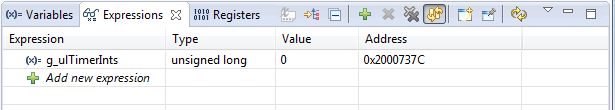 (x)= Variables Expressions Registers
Expression Type Value Address
(x)= g_ulTimerInts unsigned long 0 0x2000737C
Add new expression